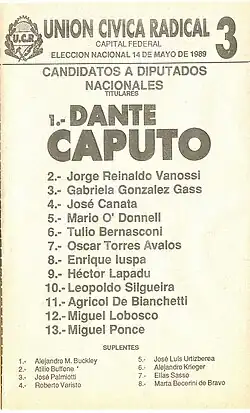 U.C.R.
UNION CIVICA RADICAL 3
CAPITAL FEDERAL
ELECCION NACIONAL 14 DE MAYO DE 1989
CANDIDATOS A DIPUTADOS
NACIONALES
TITULARES
1.- DANTE
CAPUTO
2.- Jorge Reinaldo Vanossi
3.- Gabriela Gonzalez Gass
4.- José Canata
5.- Mario O' Donnell
6.- Tulio Bernasconi
7.- Oscar Torres Avalos
8.- Enrique Iuspa
9.- Héctor Lapadu
10.- Leopoldo Silgueira
11.- Agricol De Bianchetti
12.- Miguel Lobosco
13.- Miguel Ponce
SUPLENTES
1.- Alejandro M. Buckley
2.- Atilio Buffone
3.- José Palmiotti
4.- Roberto Varisto
5.- José Luis Urtizberea
6.- Alejandro Krieger
7.- Elías Sasso
8.- Marta Becerini de Bravo